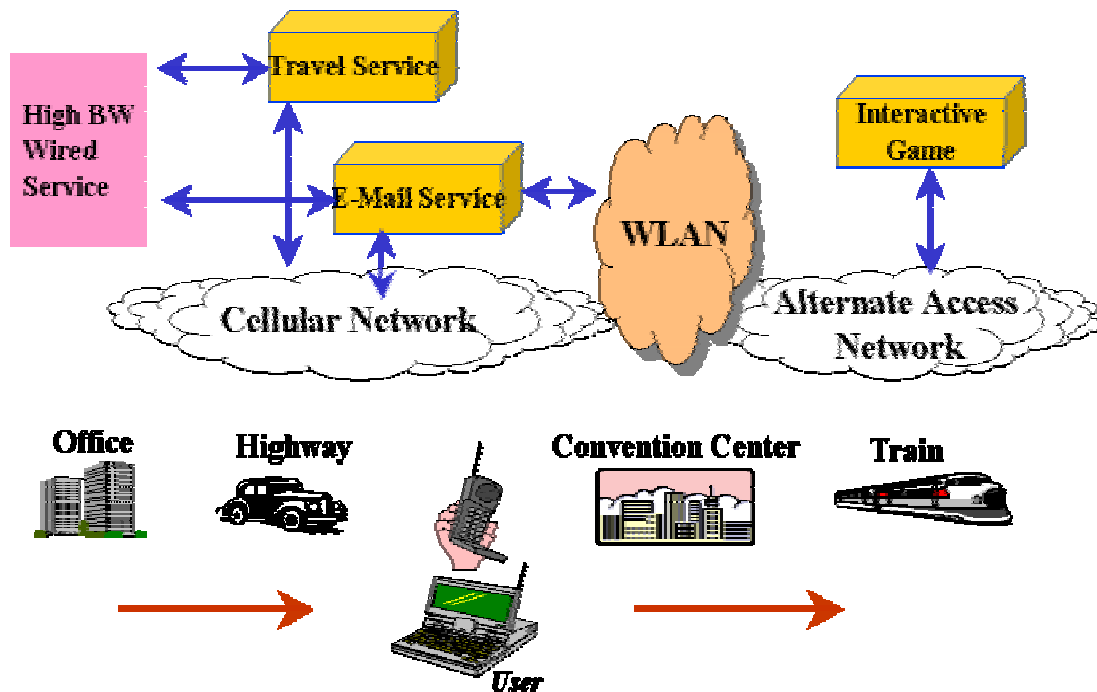 Travel Service
High BW
Wired
Service
E-Mail Service
Interactive
Game
WLAN
Cellular Network
Alternate Access
Network
Office
Highway
Convention Center
Train
User